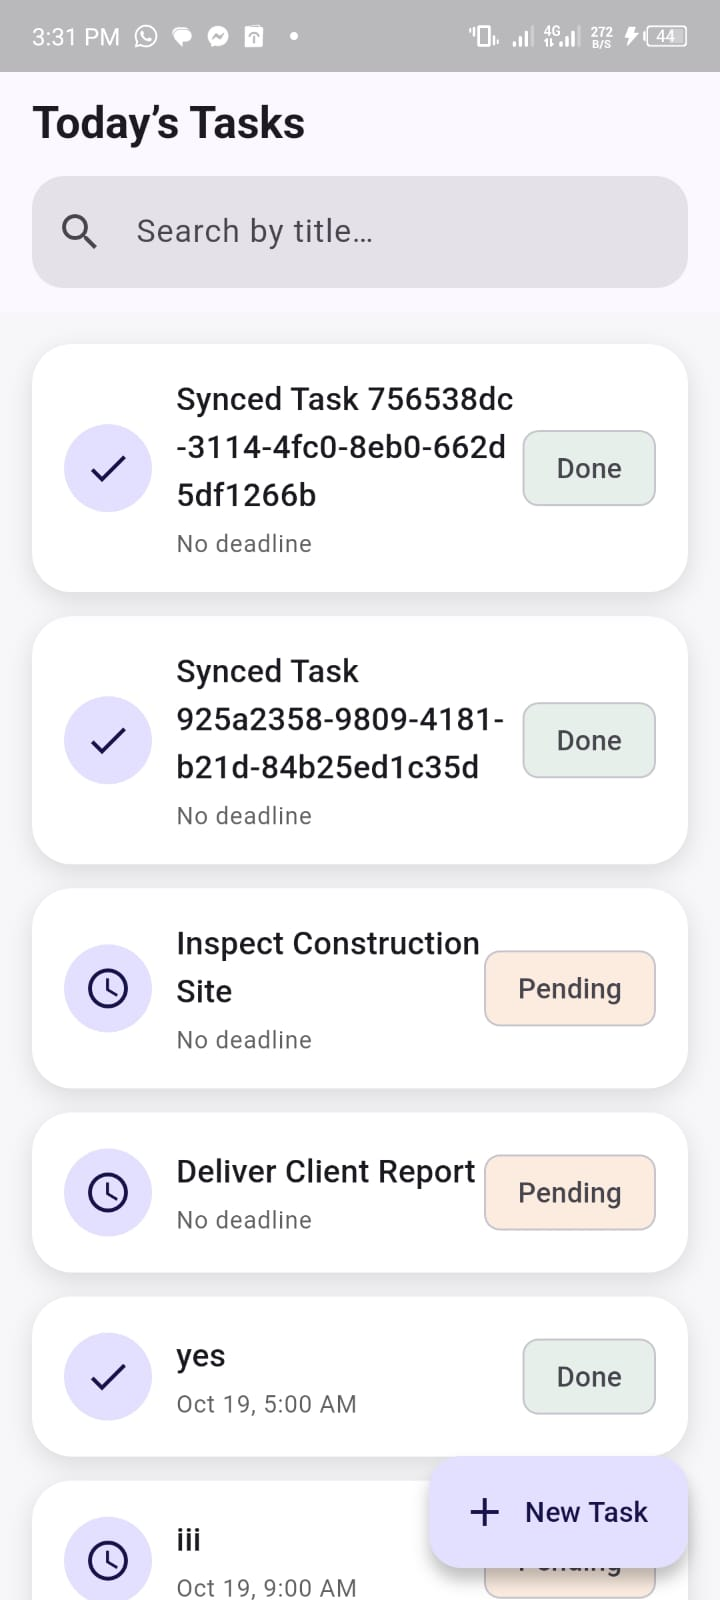 3:31 PM
4G
272
B/S
44
Today’s Tasks
Search by title…
Synced Task 756538dc
-3114-4fc0-8eb0-662d
5df1266b
No deadline
Done
Synced Task
925a2358-9809-4181-
b21d-84b25ed1c35d
No deadline
Done
Inspect Construction
Site
No deadline
Pending
Deliver Client Report
No deadline
Pending
yes
Oct 19, 5:00 AM
Done
iii
Oct 19, 9:00 AM
New Task
Pending